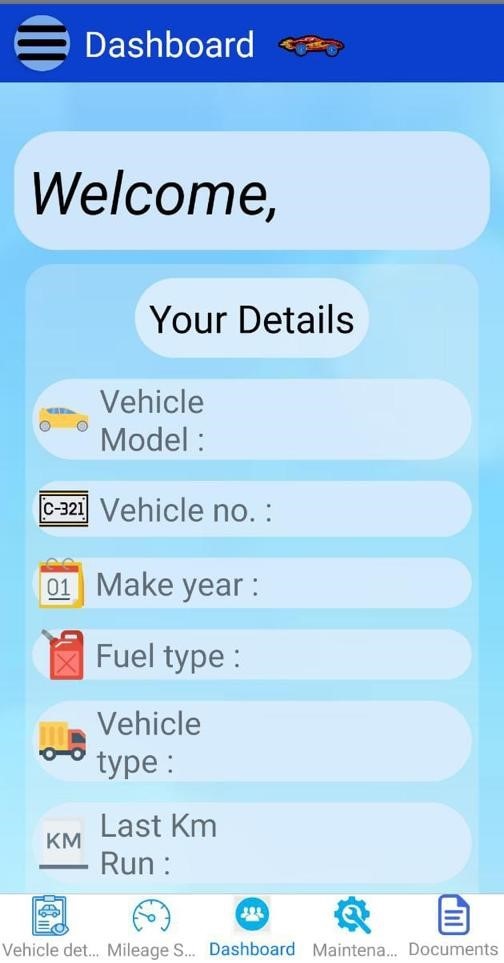 Dashboard
Welcome,
Your Details
Vehicle
Model :
C-321 Vehicle no. :
01 Make year :
Fuel type :
Vehicle
type :
KM
Last Km
Run :
Vehicle det... Mileage S... Dashboard Maintena... Documents